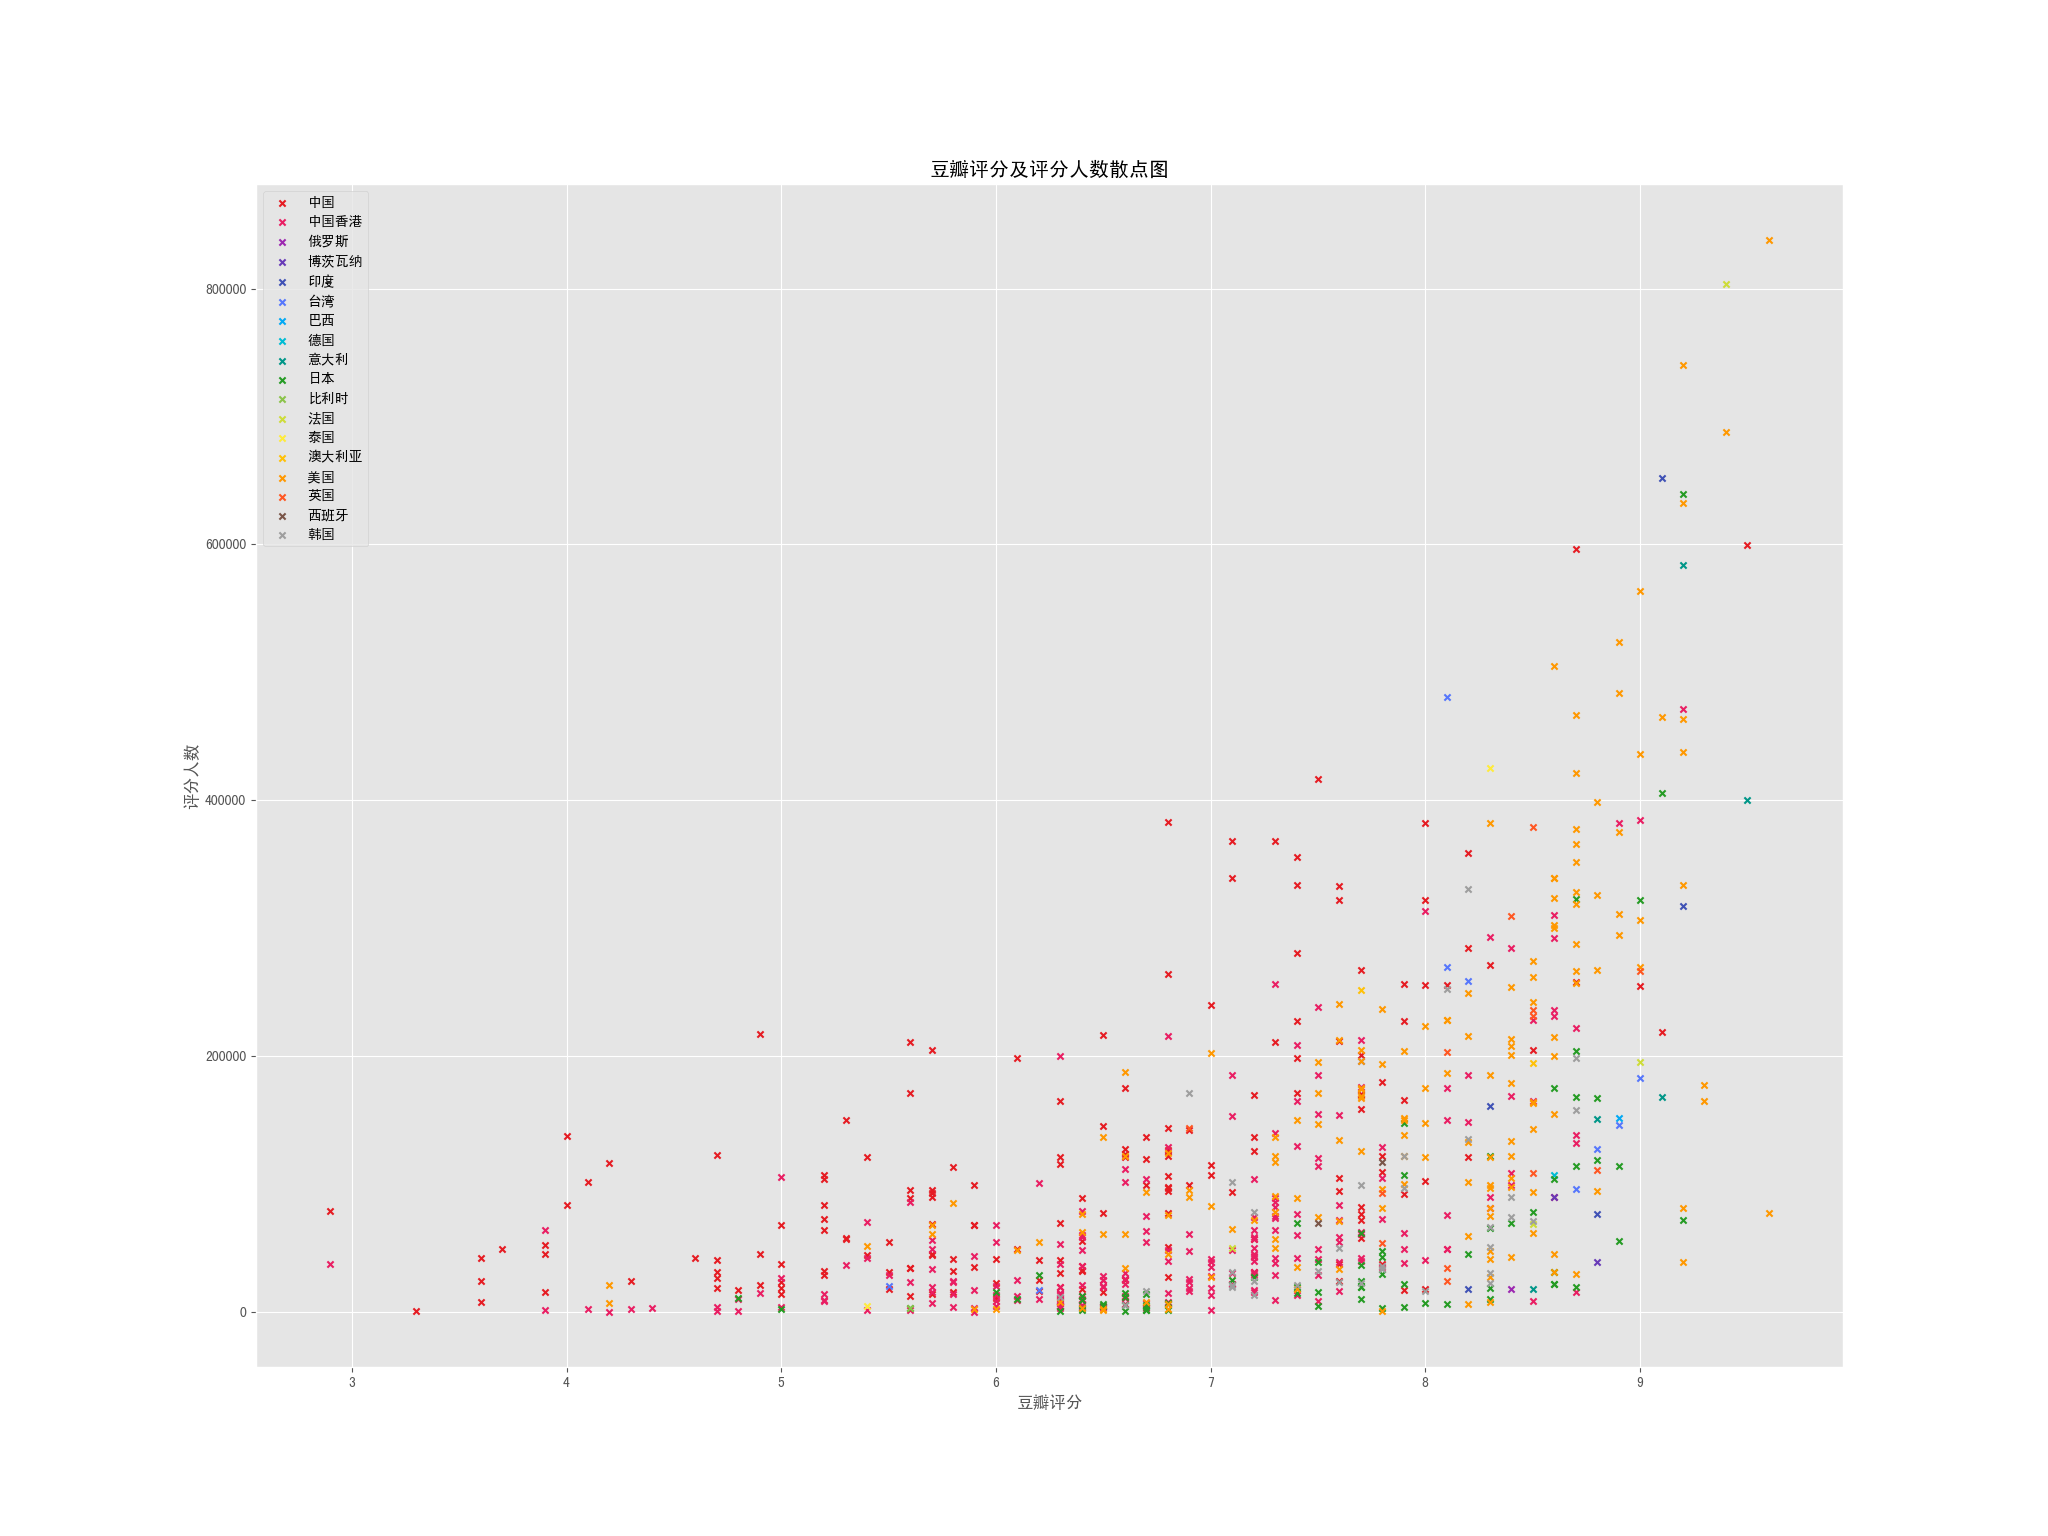 豆瓣评分及评分人数散点图
中国
中国香港
俄罗斯
博茨瓦纳
印度
台湾
巴西
德国
意大利
日本
比利时
法国
泰国
澳大利亚
美国
英国
西班牙
韩国
800000
600000
400000
200000
0
评分人数
3 4 5 6 7 8 9
豆瓣评分